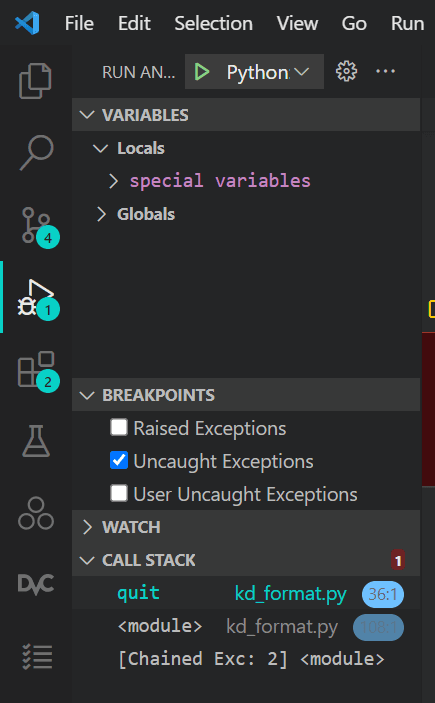 File Edit Selection View Go Run
RUN AN... Python
VARIABLES
Locals
special variables
Globals
4
1
2
BREAKPOINTS
Raised Exceptions
Uncaught Exceptions
User Uncaught Exceptions
WATCH
CALL STACK 1
quit kd_format.py 36:1
<module> kd_format.py 108:1
[Chained Exc: 2] <module>
DVC